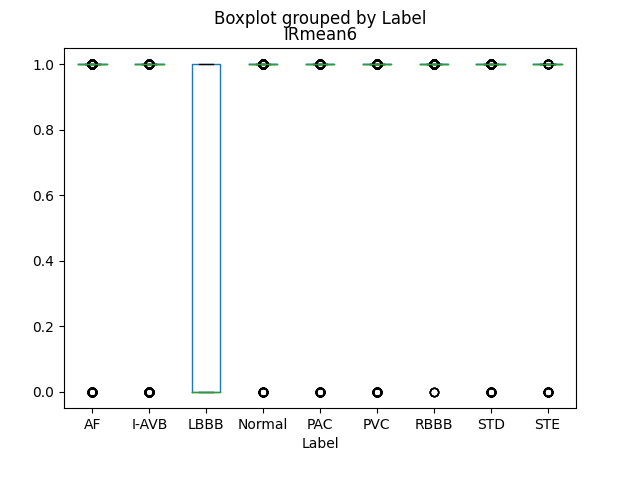 Boxplot grouped by Label
TRmean6
1.0
0.8
0.6
0.4
0.2
0.0
AF I-AVB LBBB Normal PAC PVC RBBB STD STE
Label